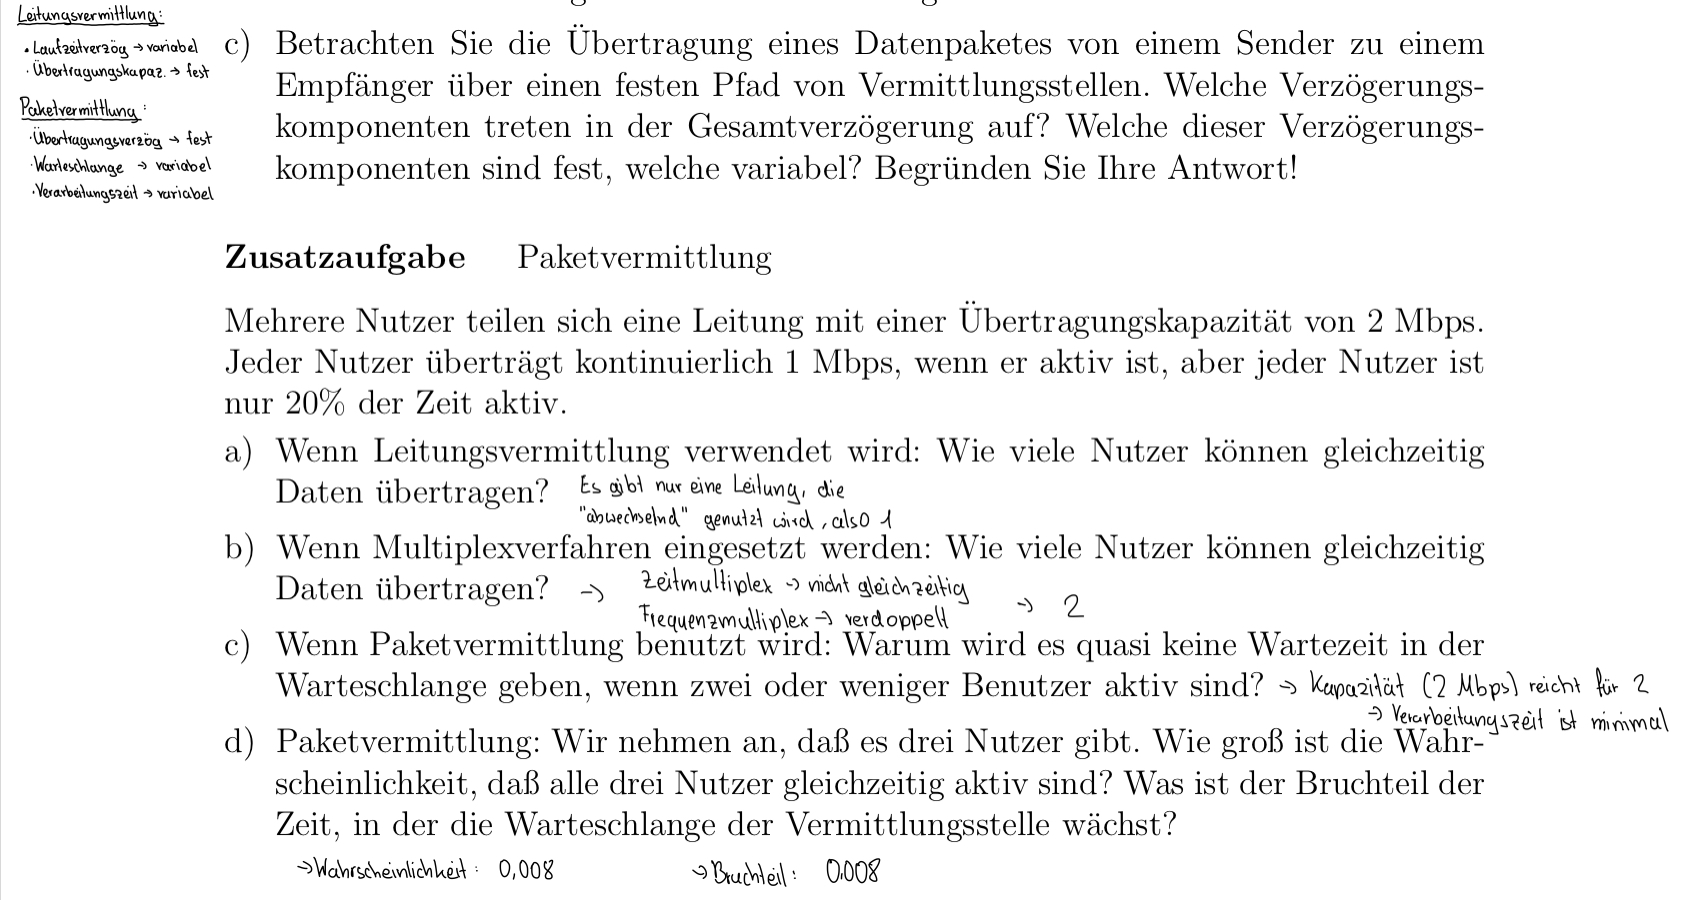 Leitungsvermittlung:
· Laufzeitverzög → variabel
· Übertragungskapaz. → fest
Paketvermittlung:
· Übertragungsverzög → fest
· Warteschlange → variabel
· Verarbeitungszeit → variabel
c) Betrachten Sie die Übertragung eines Datenpaketes von einem Sender zu einem
Empfänger über einen festen Pfad von Vermittlungsstellen. Welche Verzögerungs-
komponenten treten in der Gesamtverzögerung auf? Welche dieser Verzögerungs-
komponenten sind fest, welche variabel? Begründen Sie Ihre Antwort!
Zusatzaufgabe Paketvermittlung
Mehrere Nutzer teilen sich eine Leitung mit einer Übertragungskapazität von 2 Mbps.
Jeder Nutzer überträgt kontinuierlich 1 Mbps, wenn er aktiv ist, aber jeder Nutzer ist
nur 20% der Zeit aktiv.
a) Wenn Leitungsvermittlung verwendet wird: Wie viele Nutzer können gleichzeitig
Daten übertragen? Es gibt nur eine Leitung, die
"abwechselnd" genutzt wird, also 1
b) Wenn Multiplexverfahren eingesetzt werden: Wie viele Nutzer können gleichzeitig
Daten übertragen? → Zeitmultiplex → nicht gleichzeitig
Frequenzmultiplex → verdoppelt → 2
c) Wenn Paketvermittlung benutzt wird: Warum wird es quasi keine Wartezeit in der
Warteschlange geben, wenn zwei oder weniger Benutzer aktiv sind? → Kapazität (2 Mbps) reicht für 2
→ Verarbeitungszeit ist minimal
d) Paketvermittlung: Wir nehmen an, daß es drei Nutzer gibt. Wie groß ist die Wahr-
scheinlichkeit, daß alle drei Nutzer gleichzeitig aktiv sind? Was ist der Bruchteil der
Zeit, in der die Warteschlange der Vermittlungsstelle wächst?
→ Wahrscheinlichkeit: 0,008 → Bruchteil: 0.008